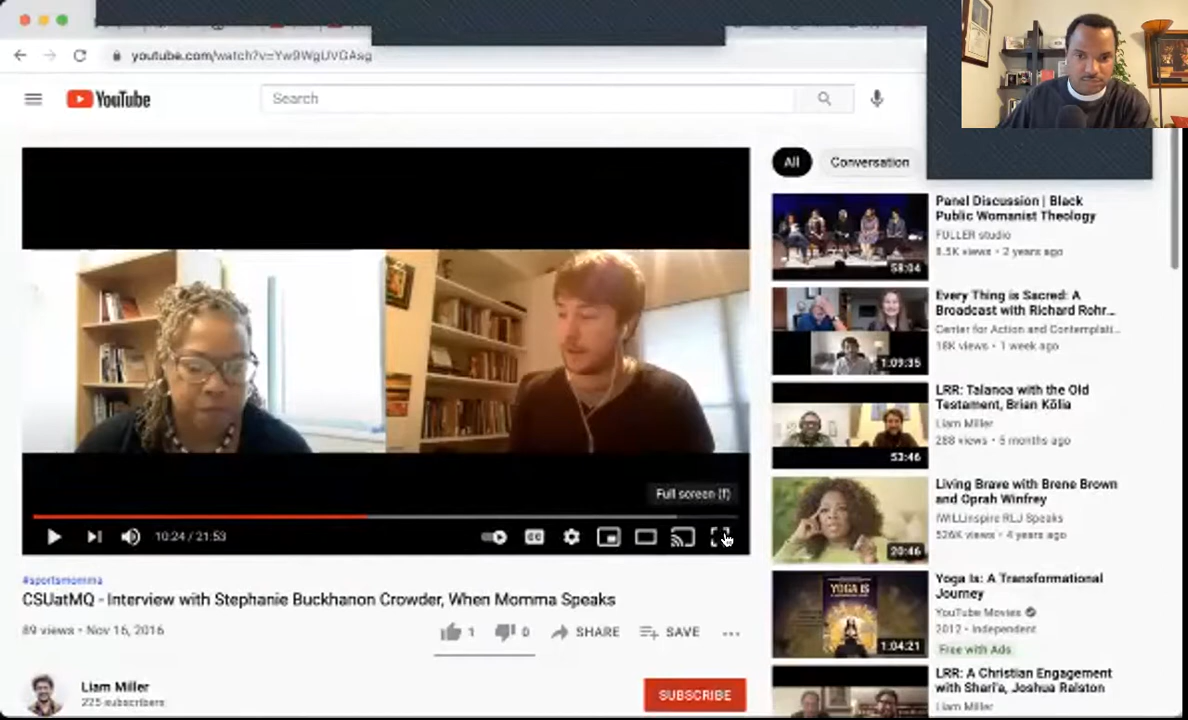 youtube.com/watch?v=Yw9WgUVGAsg
YouTube
Search
All
Conversation
Full screen (f)
CC
10:24 / 21:53
#sportsmomma
CSUatMQ - Interview with Stephanie Buckhanon Crowder, When Momma Speaks
89 views • Nov 15, 2016
1
0
SHARE
SAVE
Liam Miller
225 subscribers
SUBSCRIBE
58:04
Panel Discussion | Black
Public Womanist Theology
FULLER studio
8.5K views • 2 years ago
1:09:35
Every Thing is Sacred: A
Broadcast with Richard Rohr...
Center for Action and Contemplati...
18K views • 1 week ago
53:46
LRR: Talanoa with the Old
Testament, Brian Kōlia
Liam Miller
288 views • 5 months ago
20:46
Living Brave with Brene Brown
and Oprah Winfrey
IWILLinspire RLJ Speaks
526K views • 4 years ago
YOGA IS
1:04:21
Yoga Is: A Transformational
Journey
YouTube Movies
2012 • Independent
Free with Ads
LRR: A Christian Engagement
with Shari'a, Joshua Ralston
Liam Miller